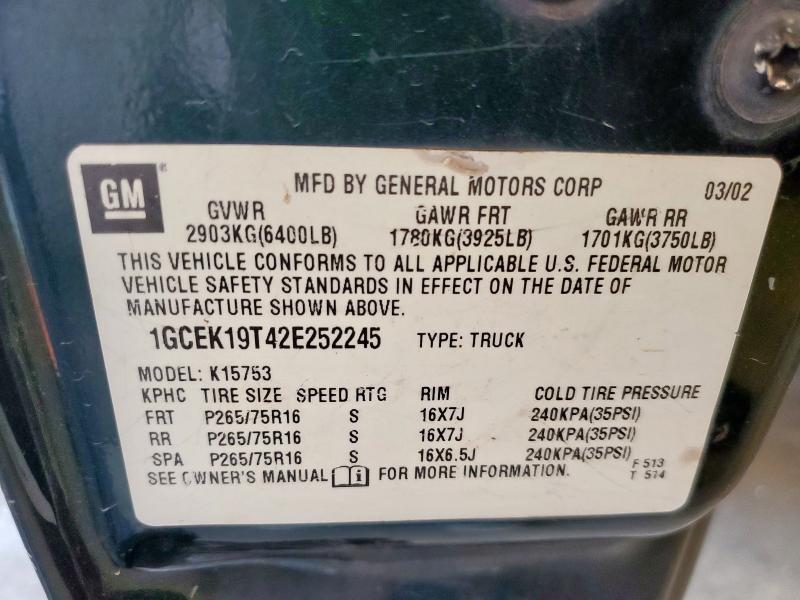 GM ® MFD BY GENERAL MOTORS CORP 03/02
GVWR GAWR FRT GAWR RR
2903KG(6400LB) 1780KG(3925LB) 1701KG(3750LB)
THIS VEHICLE CONFORMS TO ALL APPLICABLE U.S. FEDERAL MOTOR
VEHICLE SAFETY STANDARDS IN EFFECT ON THE DATE OF
MANUFACTURE SHOWN ABOVE.
1GCEK19T42E252245 TYPE: TRUCK
MODEL: K15753
KPHC TIRE SIZE SPEED RTG RIM COLD TIRE PRESSURE
FRT P265/75R16 S 16X7J 240KPA(35PSI)
RR P265/75R16 S 16X7J 240KPA(35PSI)
SPA P265/75R16 S 16X6.5J 240KPA(35PSI) F 513
SEE OWNER'S MANUAL i FOR MORE INFORMATION. T 514